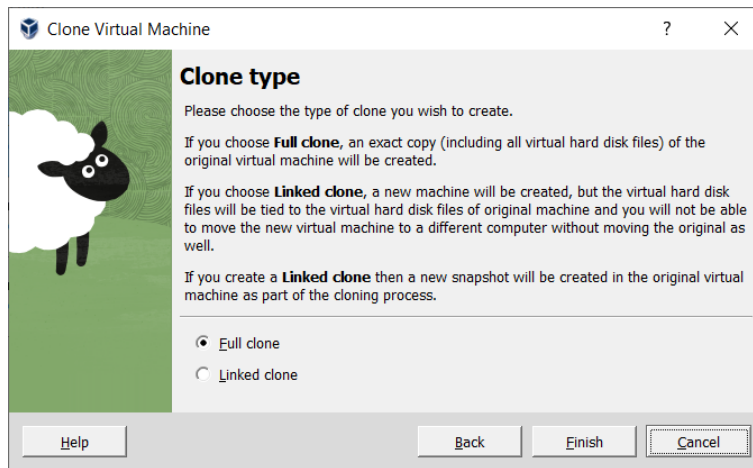 Clone Virtual Machine
Clone type
Please choose the type of clone you wish to create.
If you choose Full clone, an exact copy (including all virtual hard disk files) of the
original virtual machine will be created.
If you choose Linked clone, a new machine will be created, but the virtual hard disk
files will be tied to the virtual hard disk files of original machine and you will not be able
to move the new virtual machine to a different computer without moving the original as
well.
If you create a Linked clone then a new snapshot will be created in the original virtual
machine as part of the cloning process.
Full clone
Linked clone
Help Back Finish Cancel